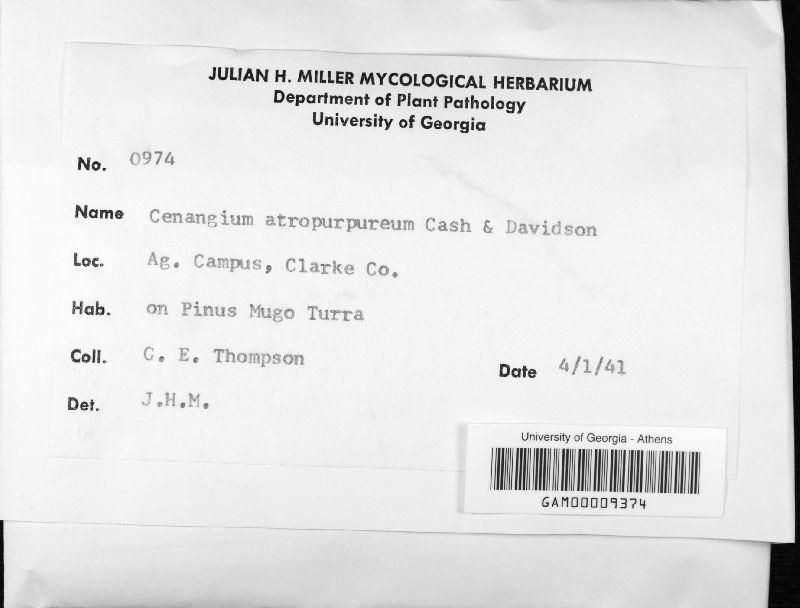 JULIAN H. MILLER MYCOLOGICAL HERBARIUM
Department of Plant Pathology
University of Georgia
No. 0974
Name Cenangium atropurpureum Cash & Davidson
Loc. Ag. Campus, Clarke Co.
Hab. on Pinus Mugo Turra
Coll. G. E. Thompson Date 4/1/41
Det. J.H.M.
University of Georgia - Athens
GAM00009374